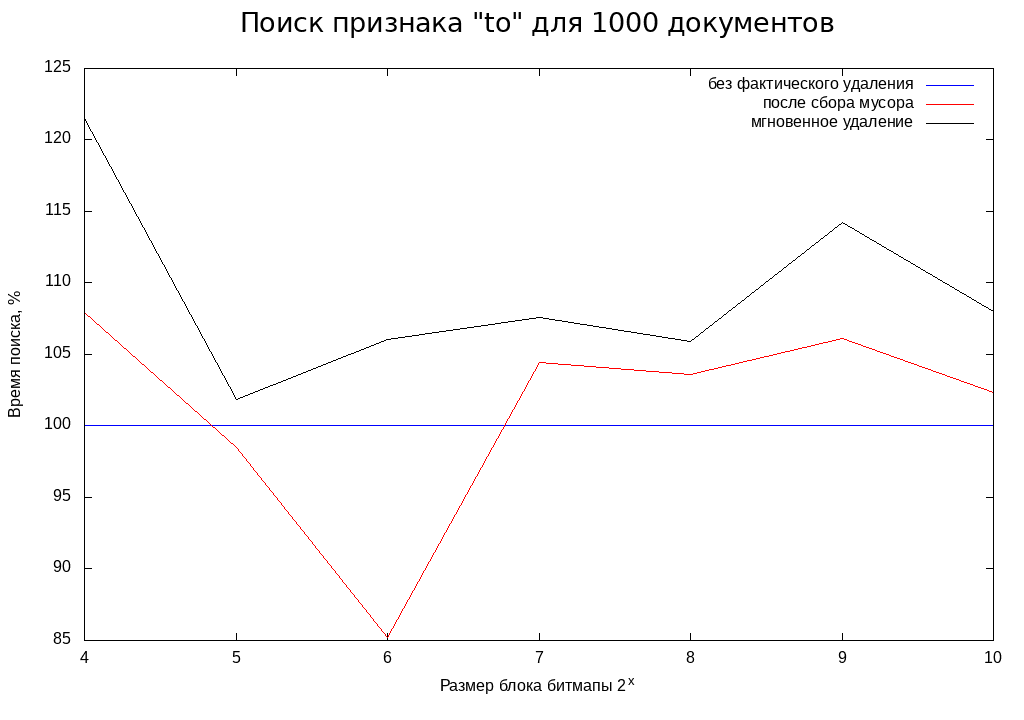 Поиск признака "to" для 1000 документов
125
120
115
110
105
100
95
90
85
без фактического удаления
после сбора мусора
мгновенное удаление
Время поиска, %
4 5 6 7 8 9 10
Размер блока битмапы 2^x